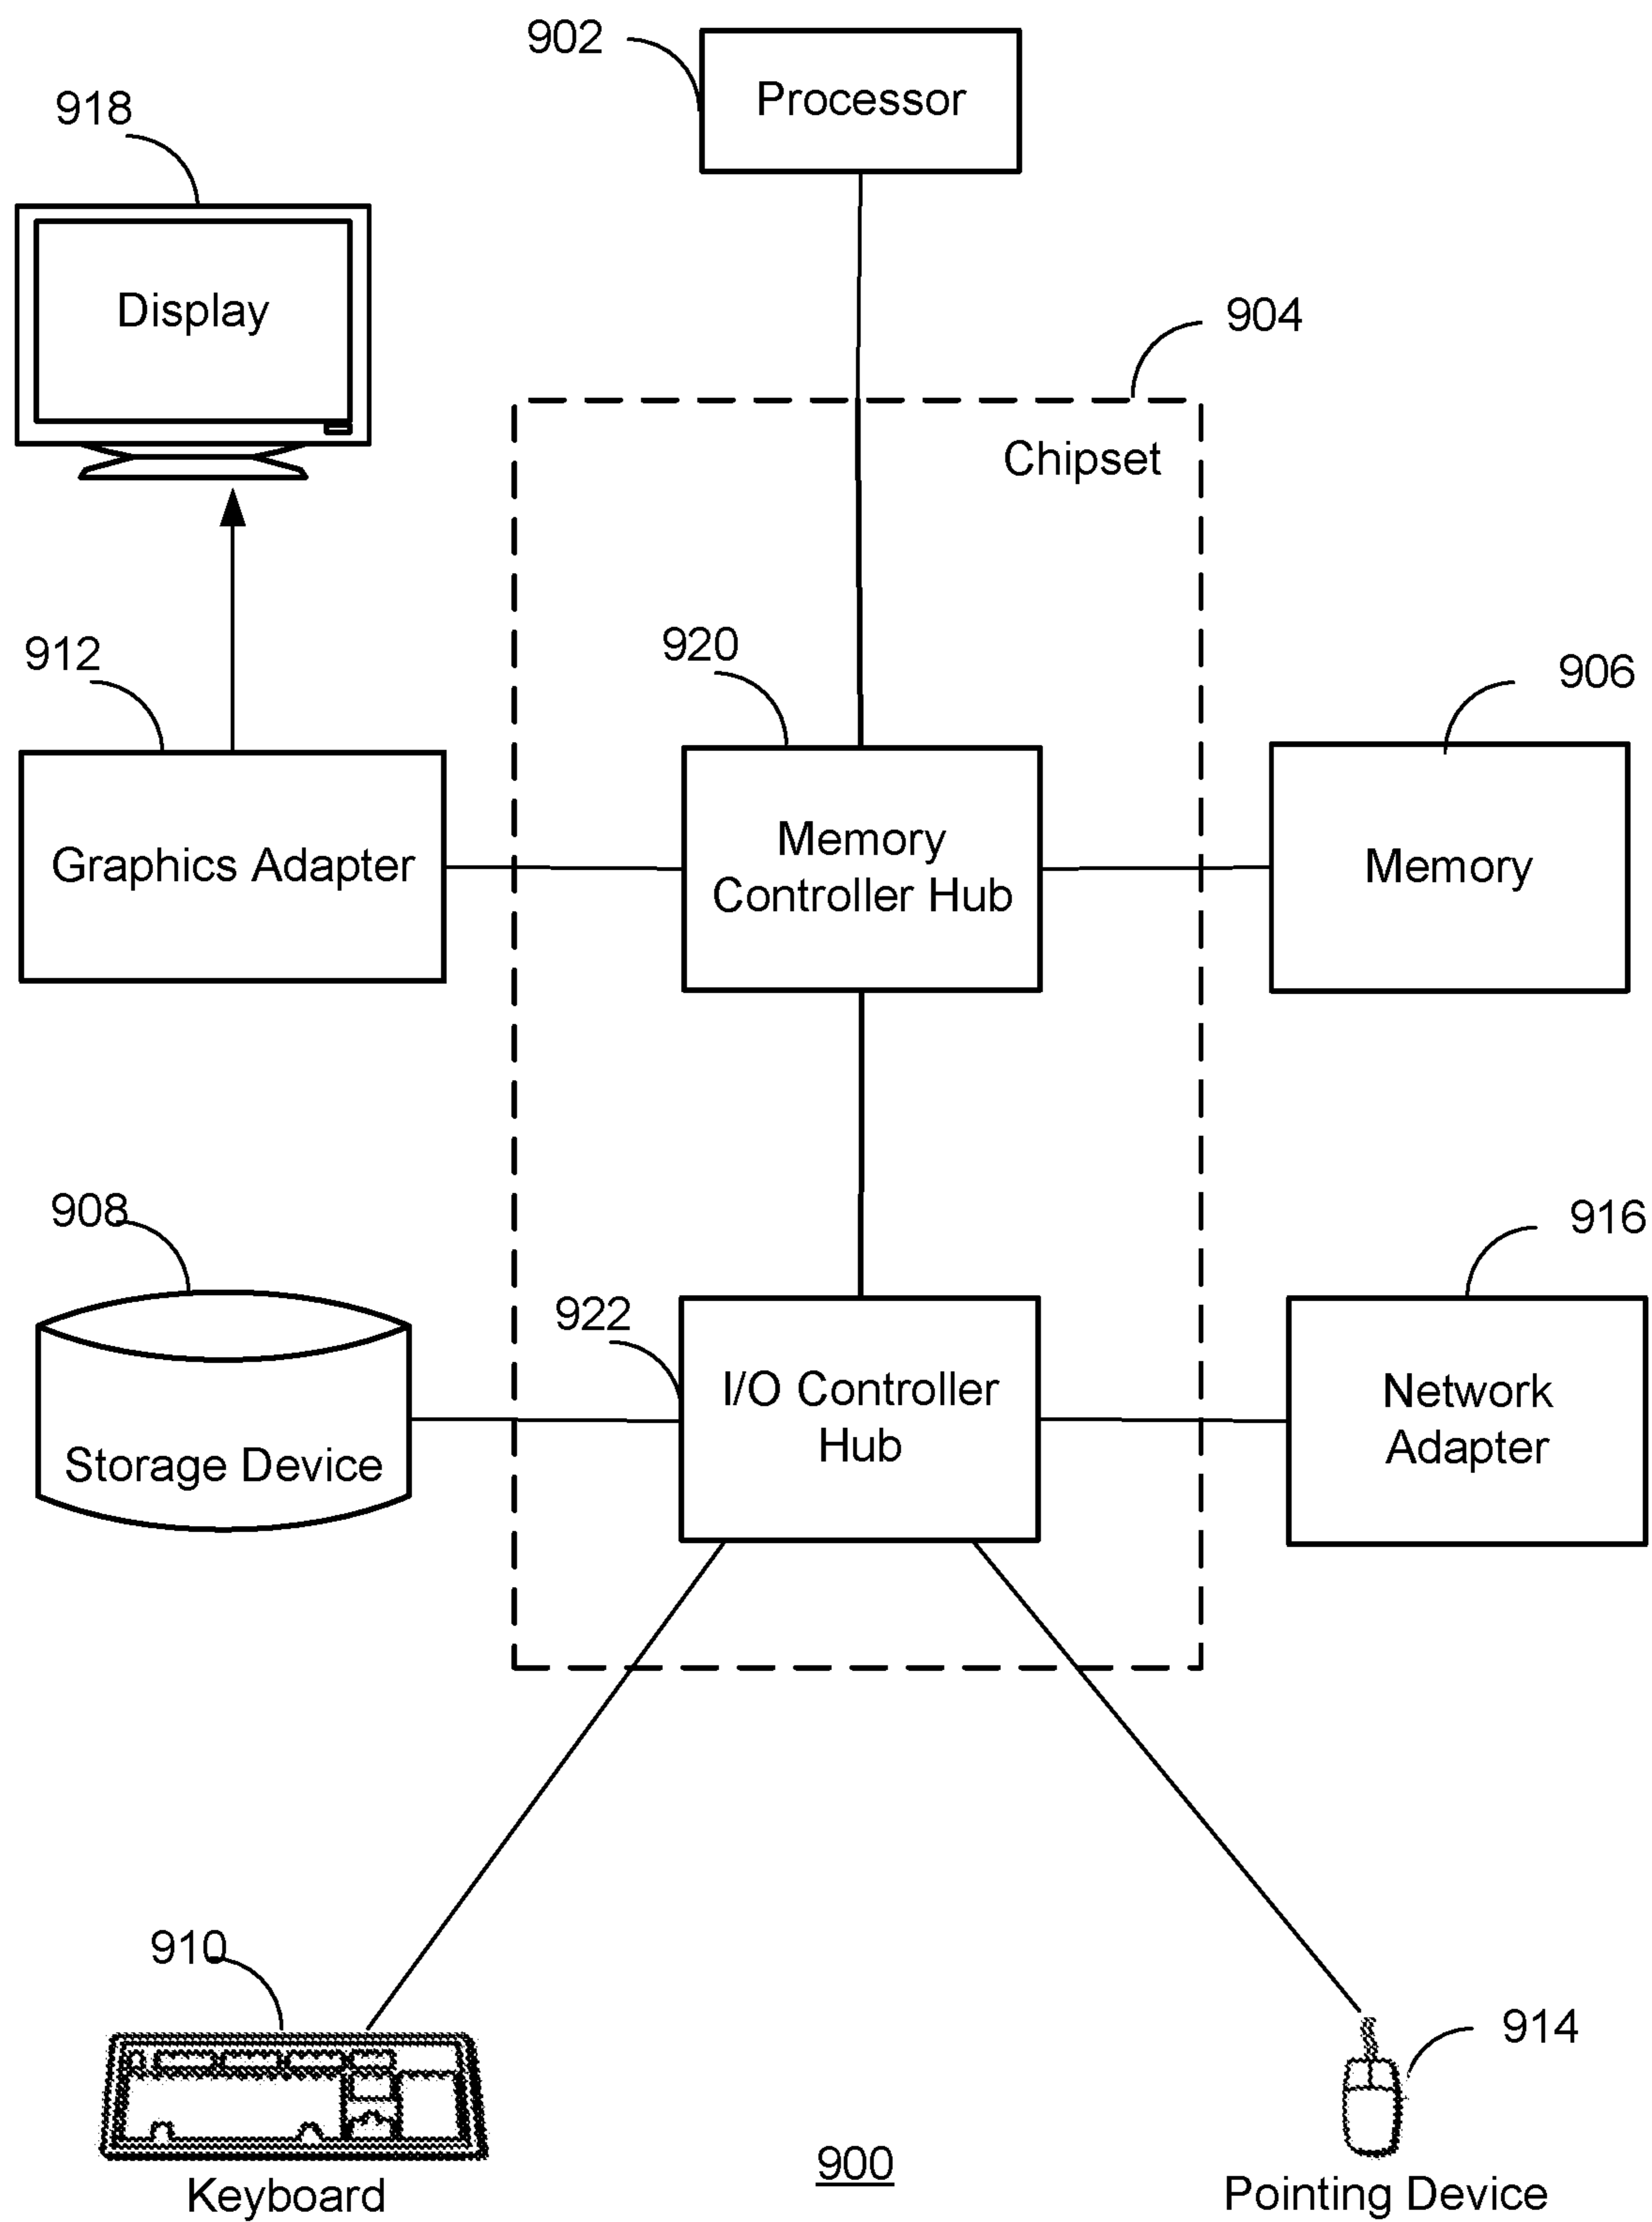 902
Processor
918
Display
904
Chipset
912
920
906
Graphics Adapter
Memory
Controller Hub
Memory
908
916
922
Storage Device
I/O Controller
Hub
Network
Adapter
910
914
Keyboard
900
Pointing Device